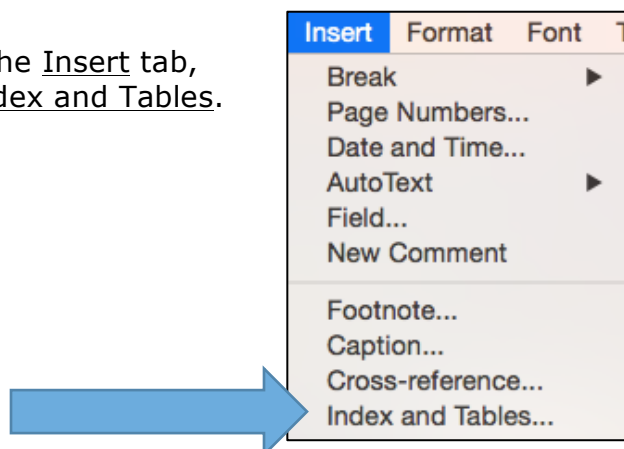 he Insert tab,
dex and Tables.
Insert Format Font T
Break
Page Numbers...
Date and Time...
AutoText
Field...
New Comment
Footnote...
Caption...
Cross-reference...
Index and Tables...